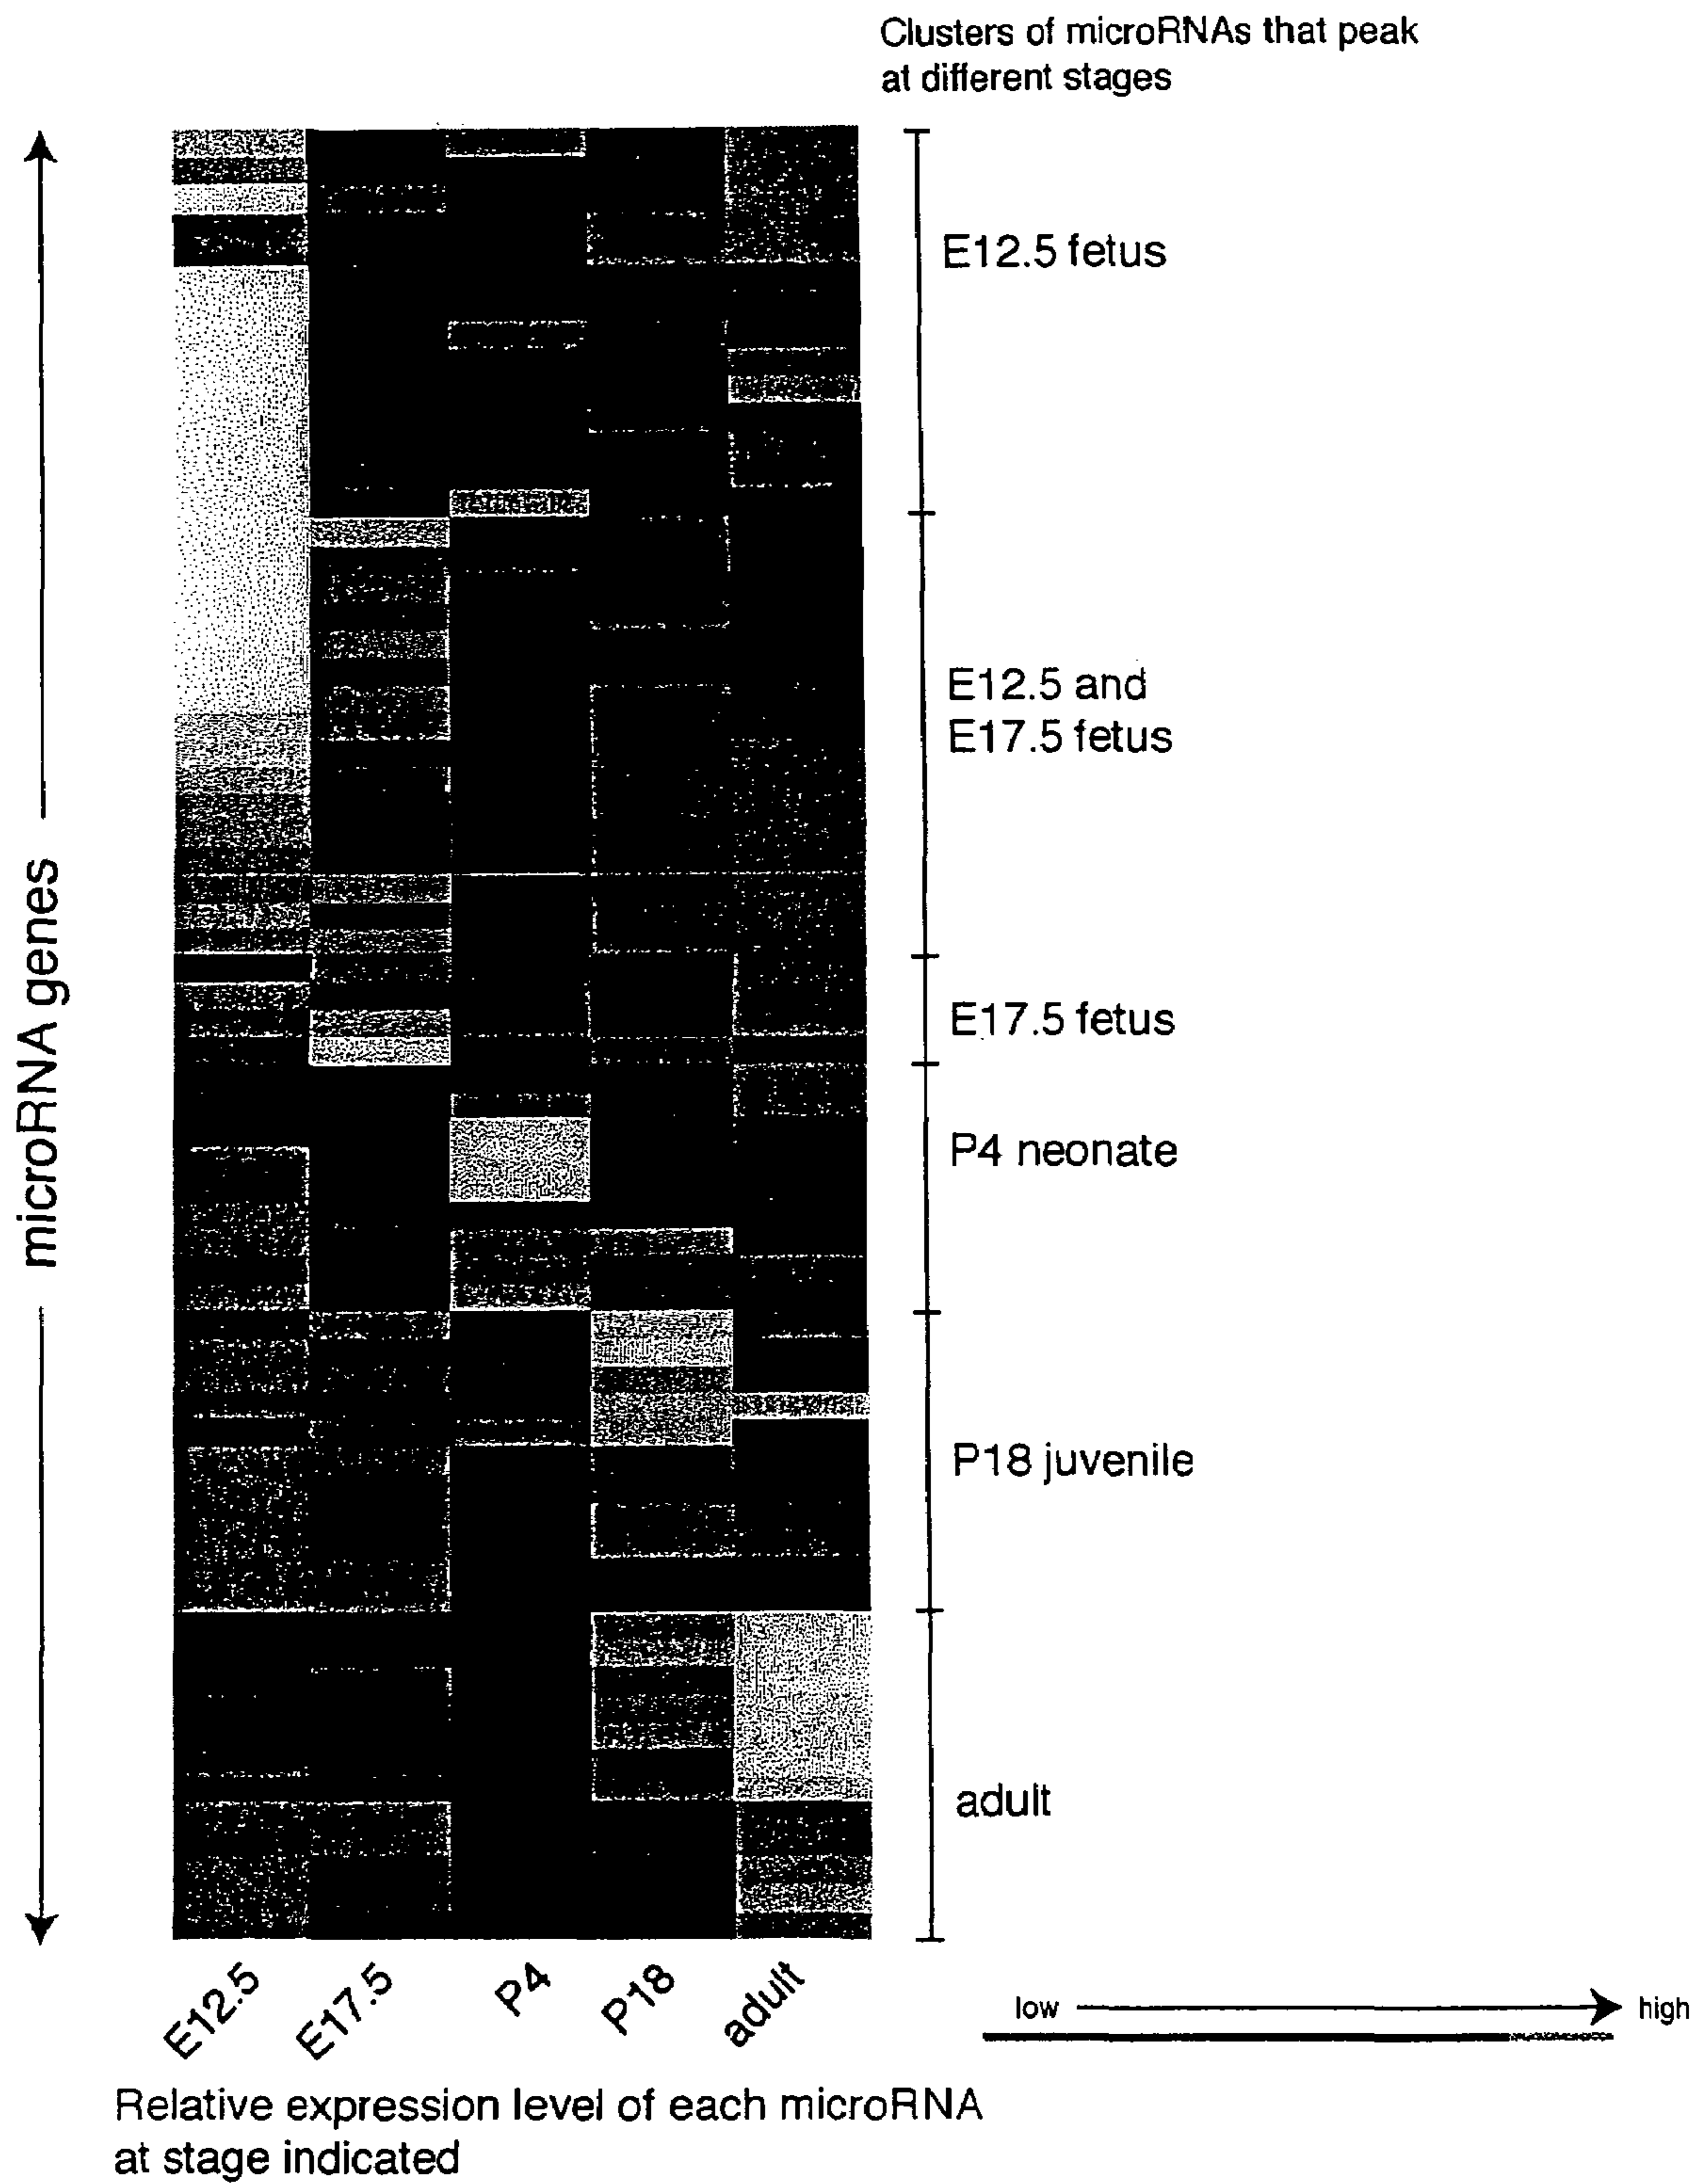 Clusters of microRNAs that peak
at different stages
E12.5 fetus
E12.5 and
E17.5 fetus
E17.5 fetus
P4 neonate
P18 juvenile
adult
microRNA genes
E12.5
E17.5
P4
P18
adult
low
high
Relative expression level of each microRNA
at stage indicated